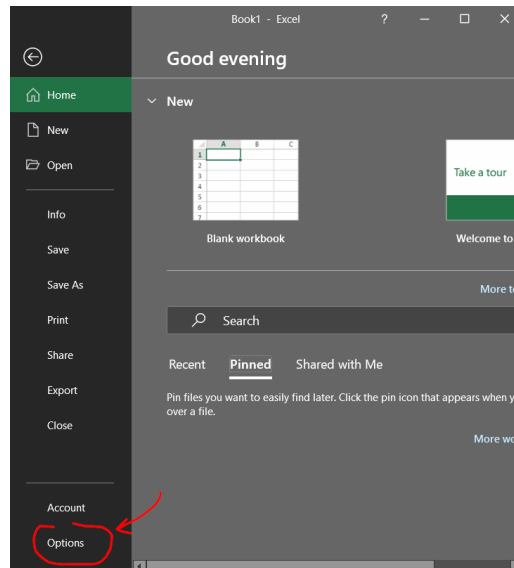 Book1 - Excel ?
Good evening
Home
New
New
Open
A B C
1
2
3
4
5
6
7
Take a tour
Blank workbook
Welcome to
Info
Save
Save As
More t
Print
Search
Share
Recent Pinned Shared with Me
Export
Pin files you want to easily find later. Click the pin icon that appears when y
over a file.
Close
More wo
Account
Options